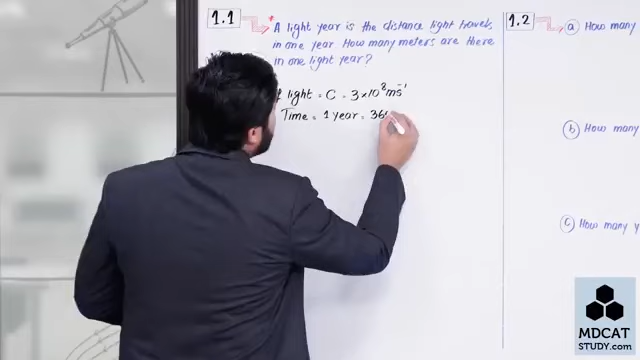 1.1 A light year is the distance light travels
in one year How many meters are there
in one light year?
light = C = 3×10⁸ms⁻¹
Time = 1 year = 36
1.2 (a) How many
(b) How many
(c) How many y
MDCAT
STUDY.com